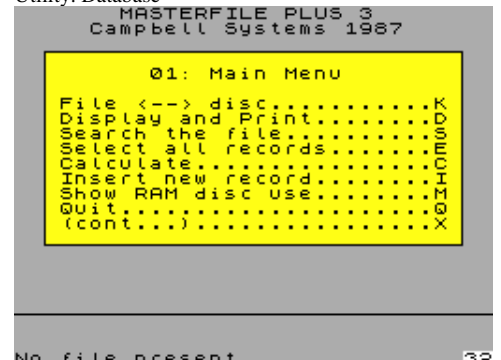 Utility: Database
MASTERFILE PLUS 3
Campbell Systems 1987
01: Main Menu
File <--> disc...........K
Display and Print........D
Search the file..........S
Select all records.......E
Calculate................C
Insert new record........I
Show RAM disc use........M
Quit.....................Q
(cont...)................X
No file present 32